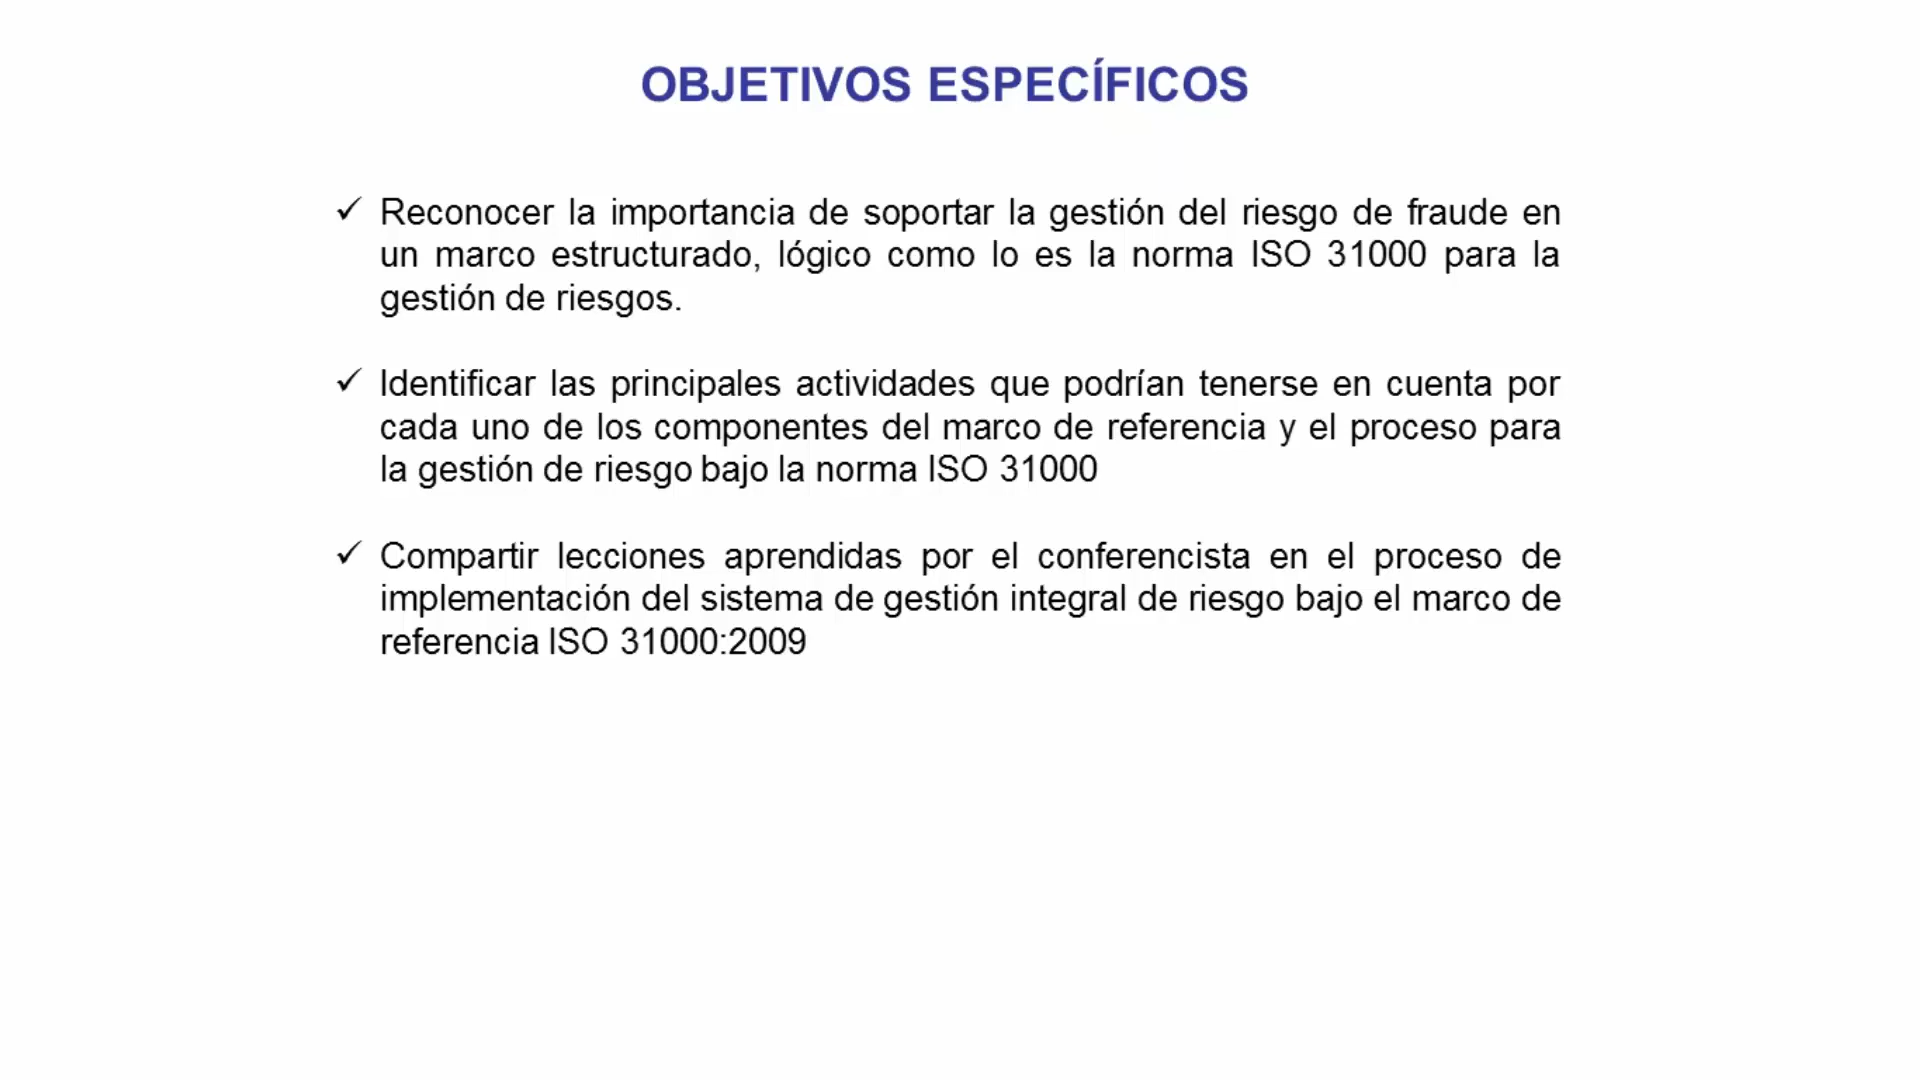 OBJETIVOS ESPECÍFICOS
✓ Reconocer la importancia de soportar la gestión del riesgo de fraude en
un marco estructurado, lógico como lo es la norma ISO 31000 para la
gestión de riesgos.
✓ Identificar las principales actividades que podrían tenerse en cuenta por
cada uno de los componentes del marco de referencia y el proceso para
la gestión de riesgo bajo la norma ISO 31000
✓ Compartir lecciones aprendidas por el conferencista en el proceso de
implementación del sistema de gestión integral de riesgo bajo el marco de
referencia ISO 31000:2009